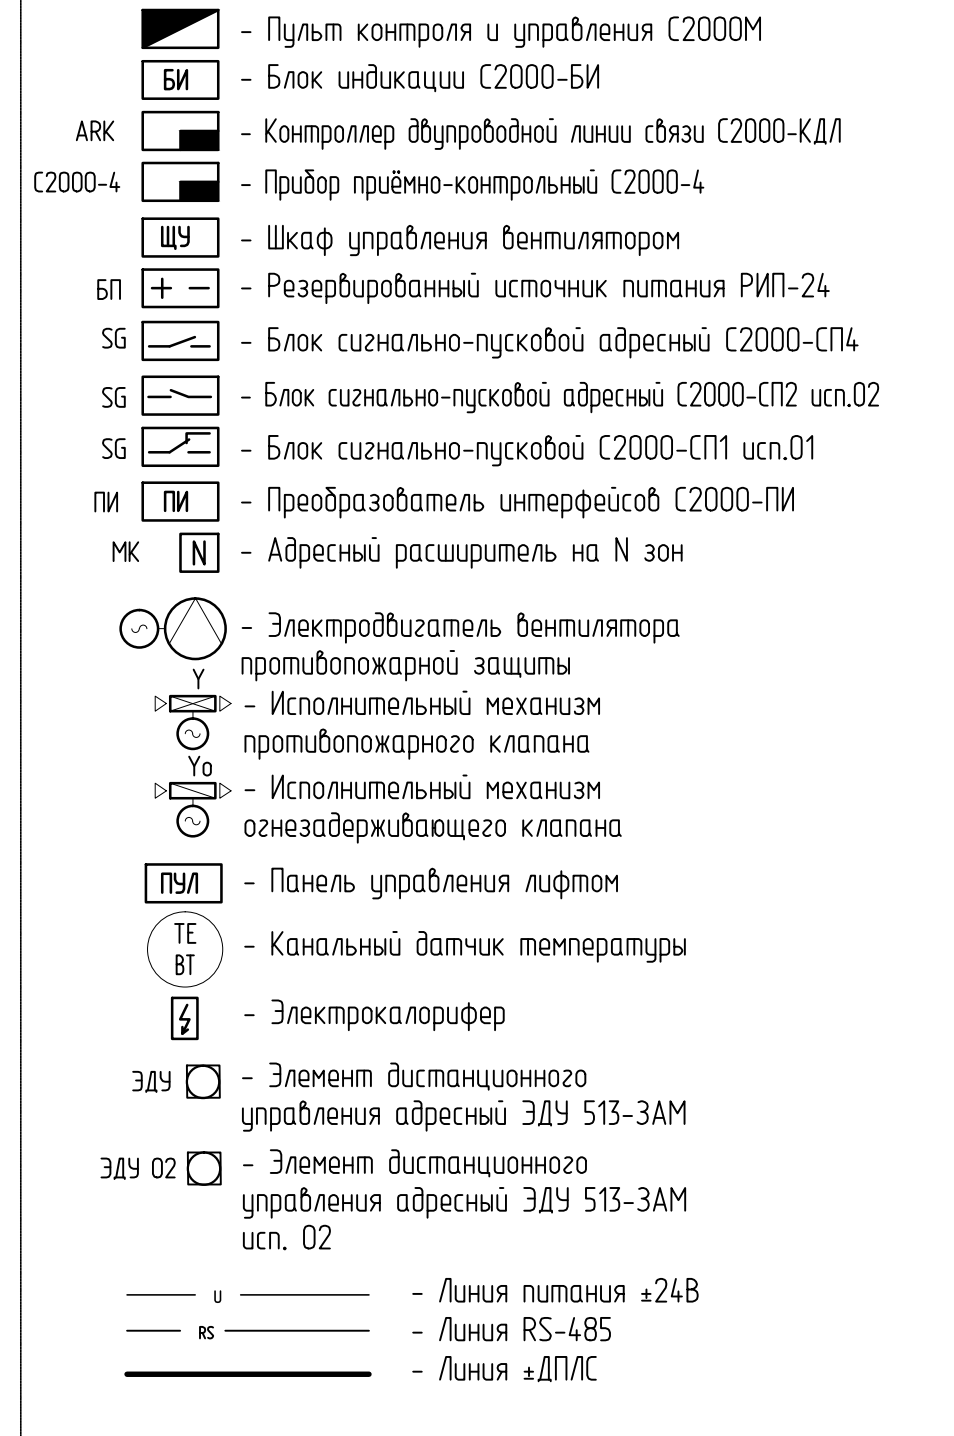 - Пульт контроля и управления С2000М
БИ - Блок индикации С2000-БИ
ARK - Контроллер двупроводной линии связи С2000-КДЛ
С2000-4 - Прибор приёмно-контрольный С2000-4
ЩУ - Шкаф управления вентилятором
БП + - - Резервированный источник питания РИП-24
SG - Блок сигнально-пусковой адресный С2000-СП4
SG - Блок сигнально-пусковой адресный С2000-СП2 исп.02
SG - Блок сигнально-пусковой С2000-СП1 исп.01
ПИ ПИ - Преобразователь интерфейсов С2000-ПИ
МК N - Адресный расширитель на N зон
- Электродвигатель вентилятора
противопожарной защиты
Y
- Исполнительный механизм
противопожарного клапана
Yo
- Исполнительный механизм
огнезадерживающего клапана
ПУЛ - Панель управления лифтом
TE
BT
- Канальный датчик температуры
- Электрокалорифер
ЭДУ - Элемент дистанционного
управления адресный ЭДУ 513-3АМ
ЭДУ 02 - Элемент дистанционного
управления адресный ЭДУ 513-3АМ
исп. 02
U - Линия питания ±24В
RS - Линия RS-485
- Линия ±ДПЛС